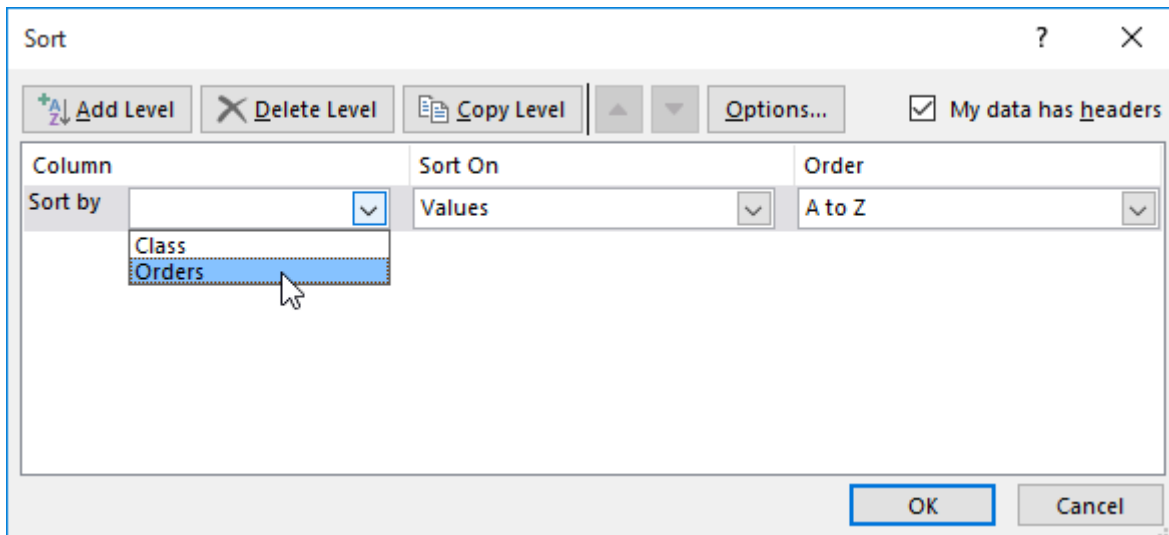 Sort ?
Add Level Delete Level Copy Level Options... My data has headers
Column Sort On Order
Sort by Values A to Z
Class
Orders
OK Cancel